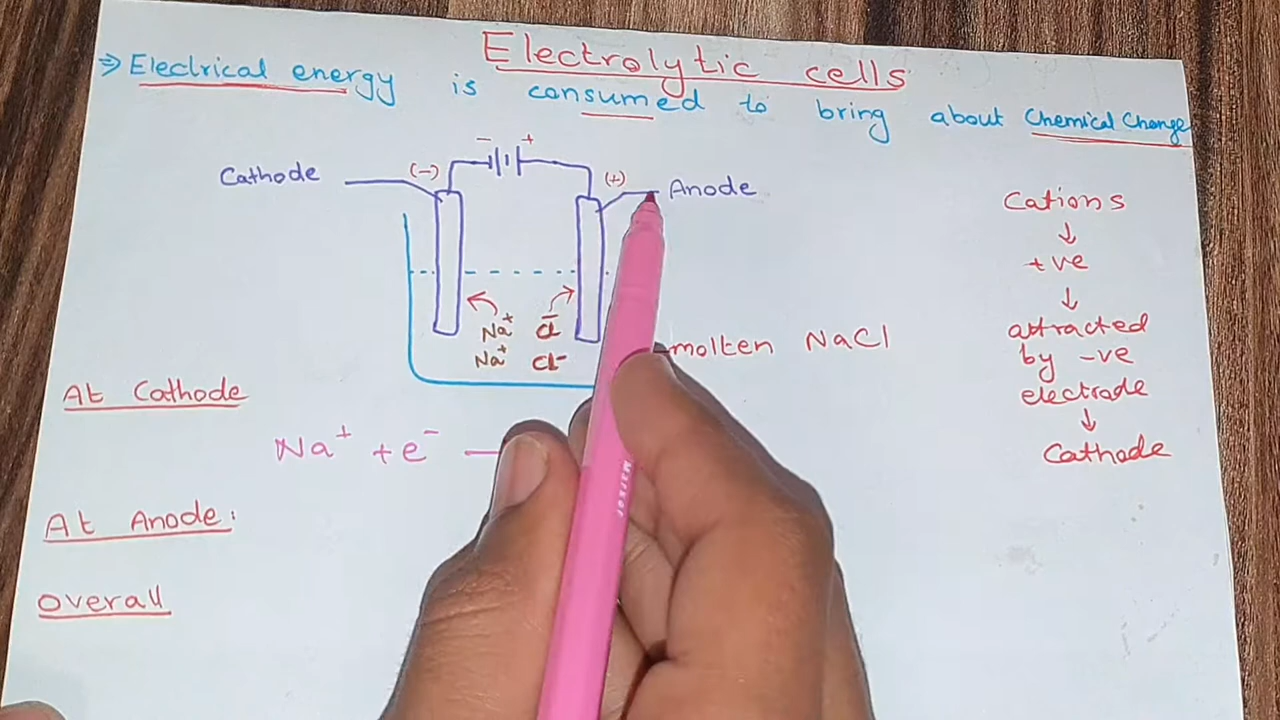 Electrolytic cells
⇒ Electrical energy is consumed to bring about Chemical Change
− +
Cathode (−) (+) Anode
Na⁺ Cl⁻
Na⁺ Cl⁻
molten NaCl
Cations
↓
+ve
↓
attracted
by -ve
electrode
↓
Cathode
At Cathode
Na⁺ + e⁻ —
At Anode:
Overall
Marker